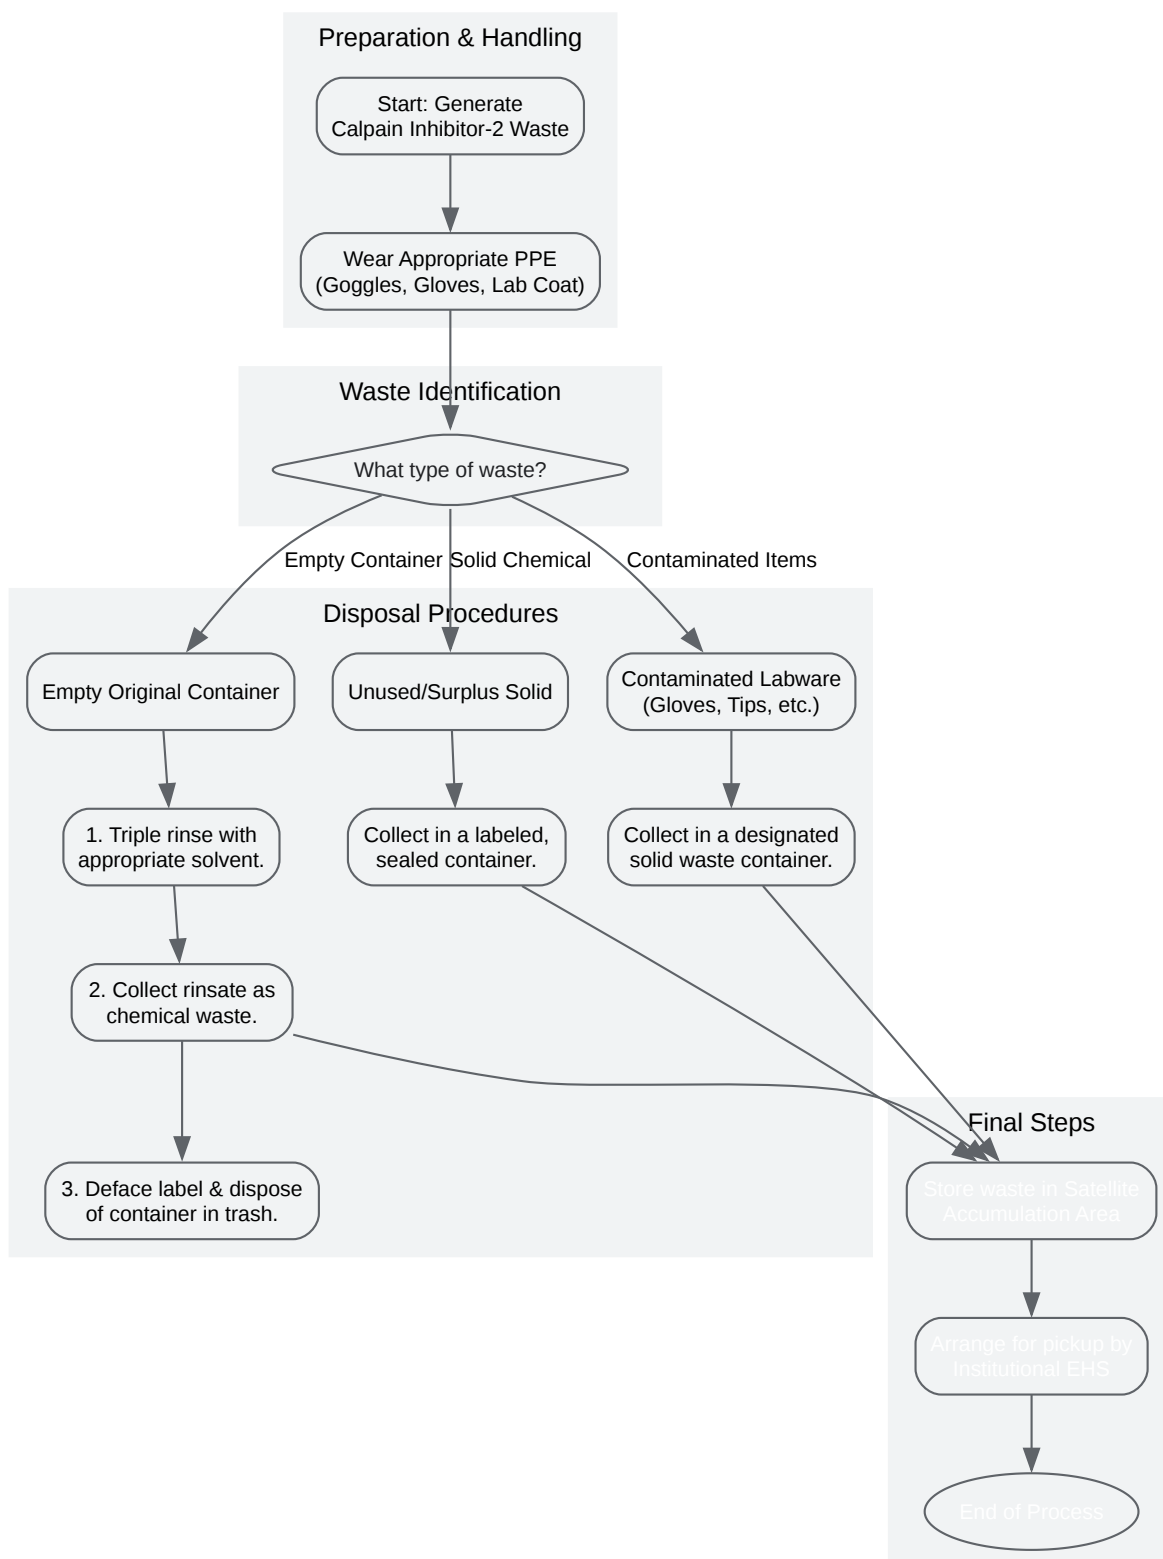 Preparation & Handling
Start: Generate
Calpain Inhibitor-2 Waste
Wear Appropriate PPE
(Goggles, Gloves, Lab Coat)
Waste Identification
What type of waste?
Empty Container
Solid Chemical
Contaminated Items
Disposal Procedures
Empty Original Container
Unused/Surplus Solid
Contaminated Labware
(Gloves, Tips, etc.)
1. Triple rinse with
appropriate solvent.
Collect in a labeled,
sealed container.
Collect in a designated
solid waste container.
2. Collect rinsate as
chemical waste.
3. Deface label & dispose
of container in trash.
Final Steps
Store waste in Satellite
Accumulation Area
Arrange for pickup by
Institutional EHS
End of Process